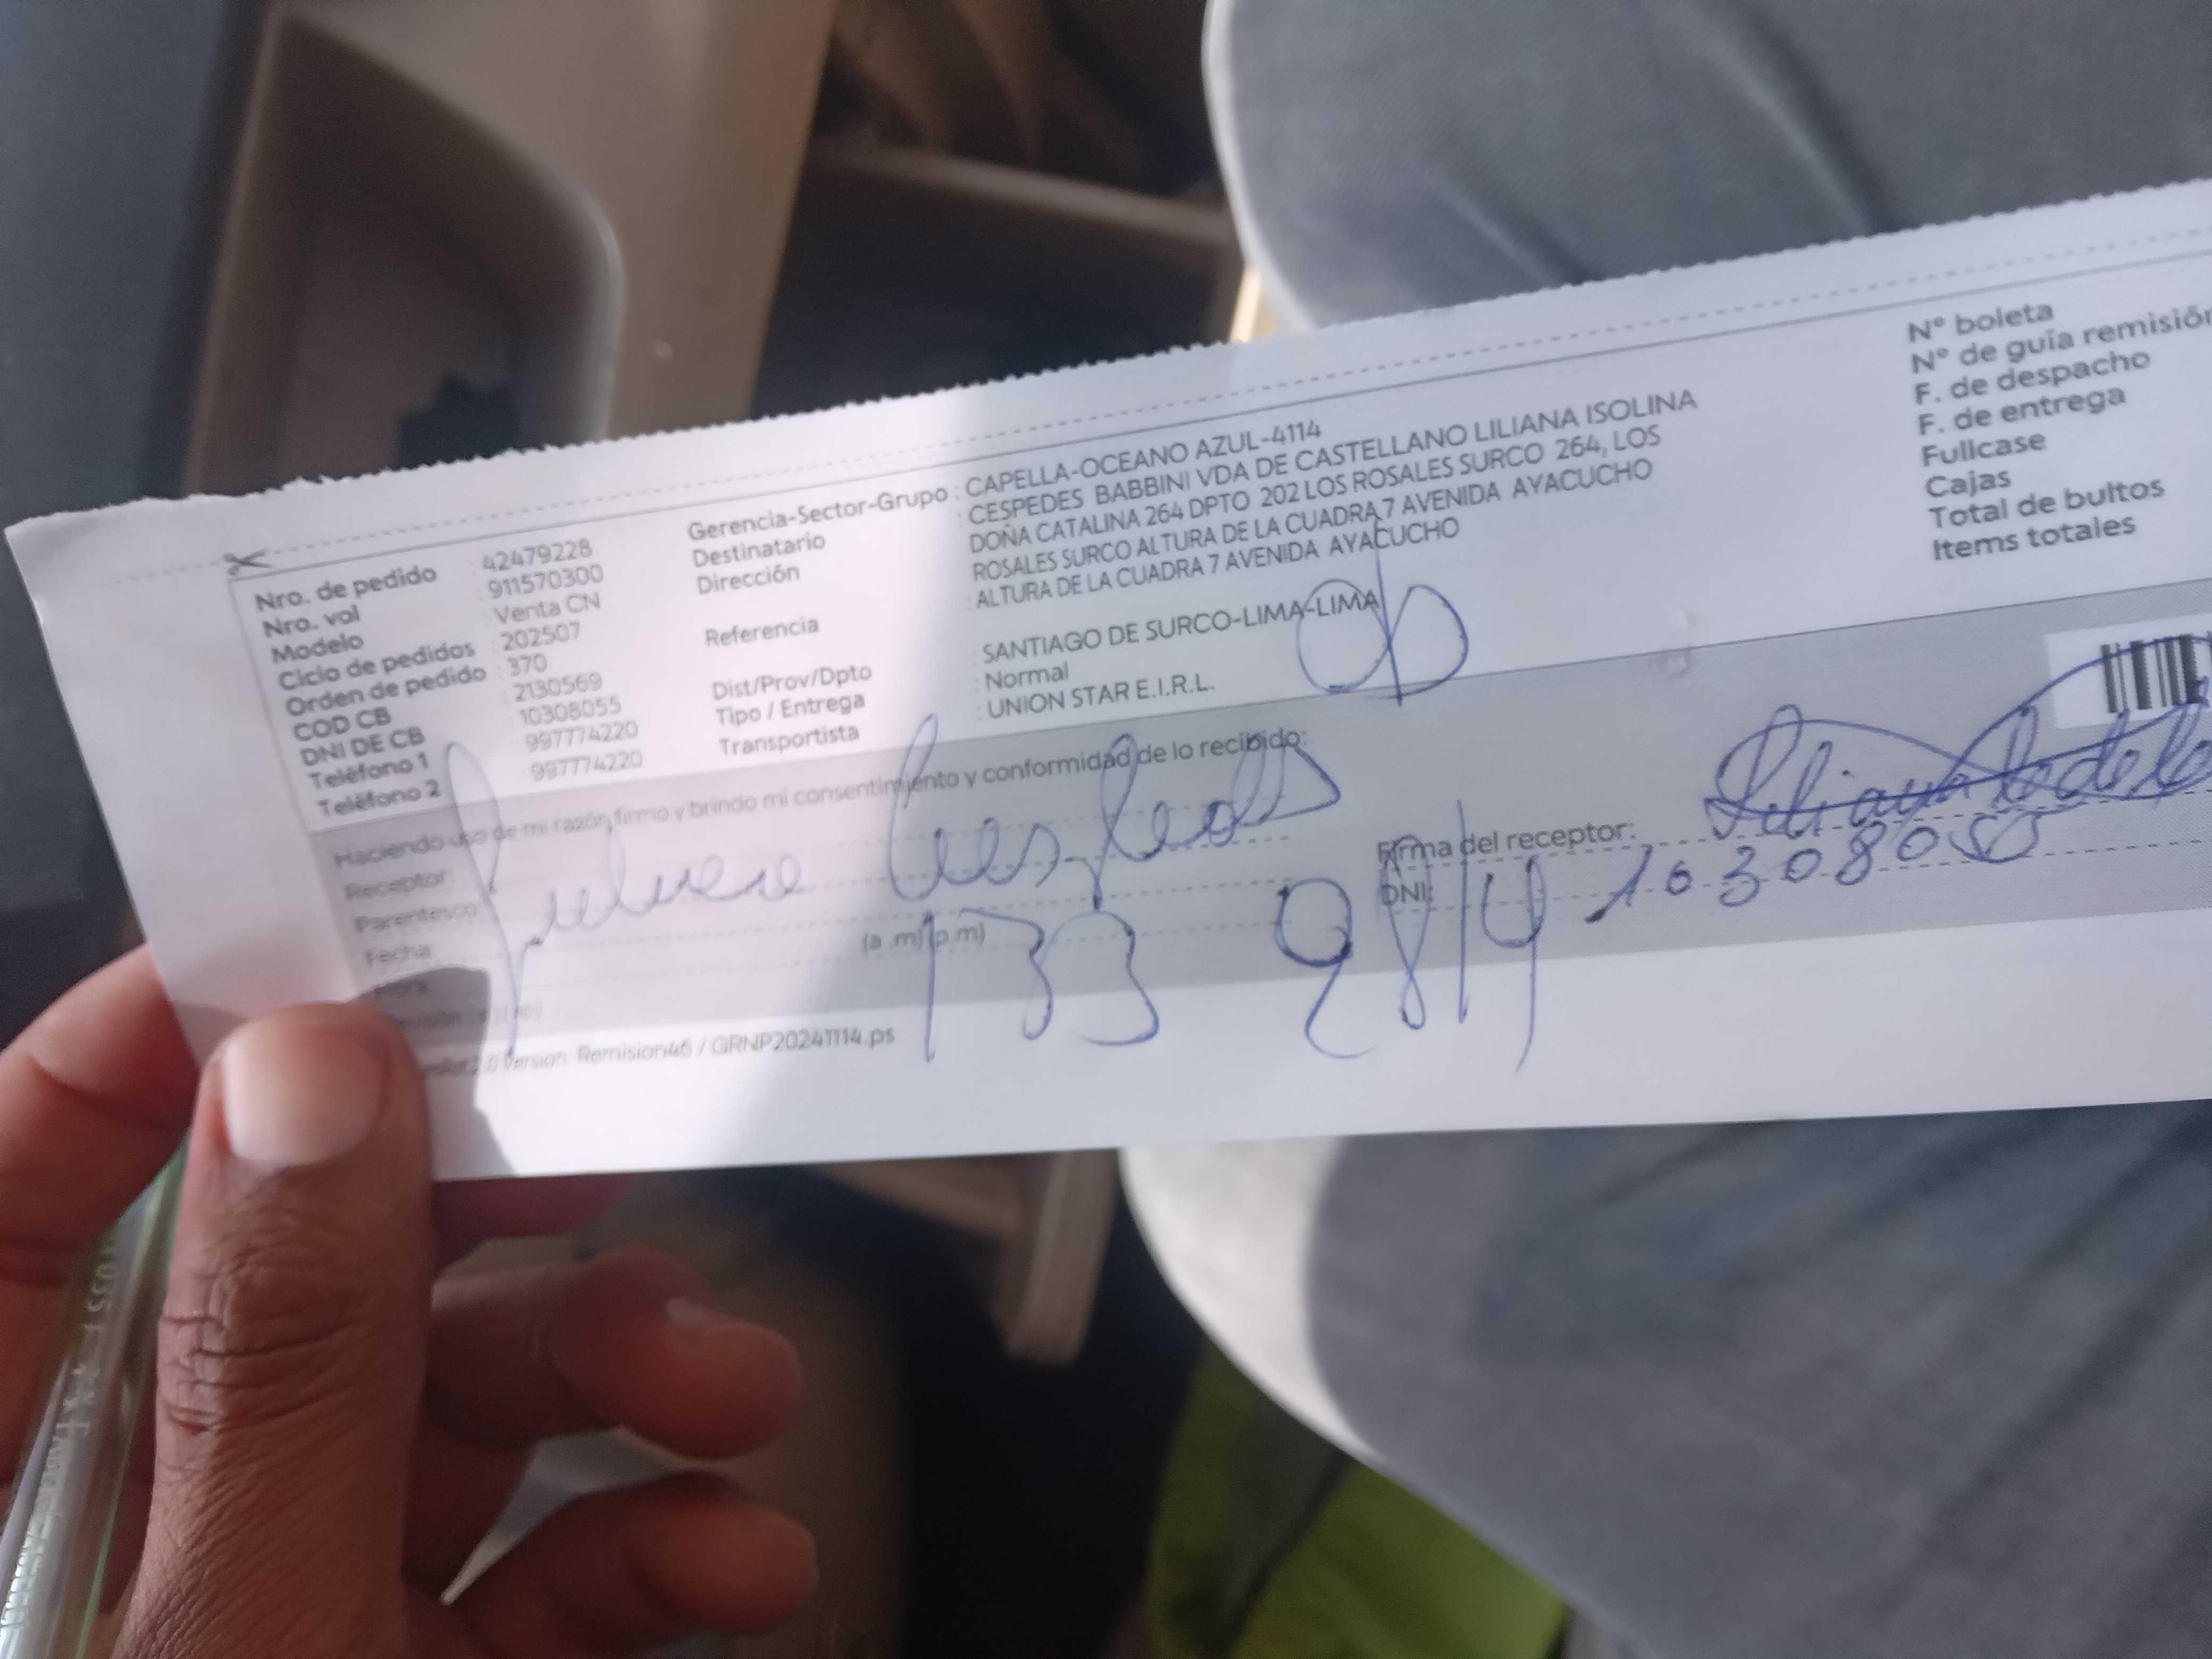 Nro. de pedido : 42479228
Nro. vol : 911570300
Modelo : Venta CN
Ciclo de pedidos : 202507
Orden de pedido : 370
COD CB : 2130569
DNI DE CB : 10308055
Teléfono 1 : 997774220
Teléfono 2 : 997774220
Gerencia-Sector-Grupo : CAPELLA-OCEANO AZUL-4114
Destinatario : CESPEDES BABBINI VDA DE CASTELLANO LILIANA ISOLINA
Dirección : DOÑA CATALINA 264 DPTO 202 LOS ROSALES SURCO 264, LOS
ROSALES SURCO ALTURA DE LA CUADRA 7 AVENIDA AYACUCHO
Referencia : ALTURA DE LA CUADRA 7 AVENIDA AYACUCHO
Dist/Prov/Dpto : SANTIAGO DE SURCO-LIMA-LIMA
Tipo / Entrega : Normal
Transportista : UNION STAR E.I.R.L.
N° boleta
N° de guía remisión
F. de despacho
F. de entrega
Fullcase
Cajas
Total de bultos
Items totales
Haciendo uso de mi razón, firmo y brindo mi consentimiento y conformidad de lo recibido:
Receptor
Parentesco
Fecha
Hora
(a.m) (p.m)
133
28/4
Firma del receptor: Liliana
DNI: 1030805
Version: Remision46 / GRNP20241114.ps